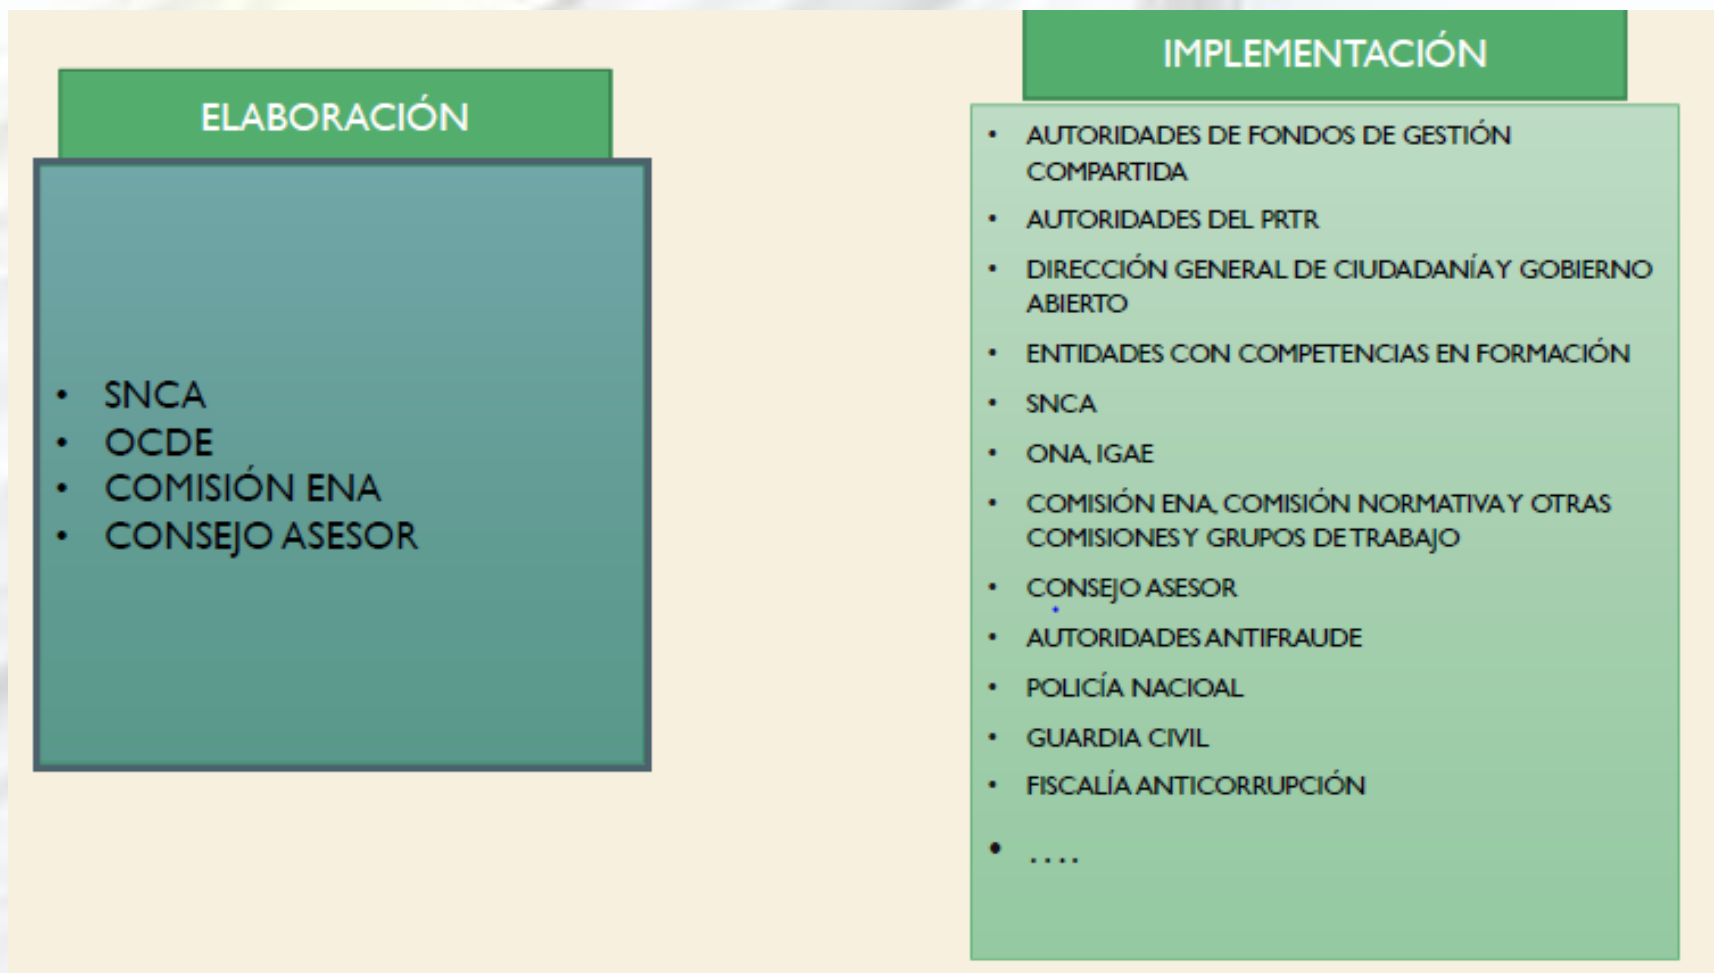 ELABORACIÓN
• SNCA
• OCDE
• COMISIÓN ENA
• CONSEJO ASESOR
IMPLEMENTACIÓN
• AUTORIDADES DE FONDOS DE GESTIÓN
COMPARTIDA
• AUTORIDADES DEL PRTR
• DIRECCIÓN GENERAL DE CIUDADANÍA Y GOBIERNO
ABIERTO
• ENTIDADES CON COMPETENCIAS EN FORMACIÓN
• SNCA
• ONA, IGAE
• COMISIÓN ENA, COMISIÓN NORMATIVA Y OTRAS
COMISIONES Y GRUPOS DE TRABAJO
• CONSEJO ASESOR
• AUTORIDADES ANTIFRAUDE
• POLICÍA NACIOAL
• GUARDIA CIVIL
• FISCALÍA ANTICORRUPCIÓN
• ....